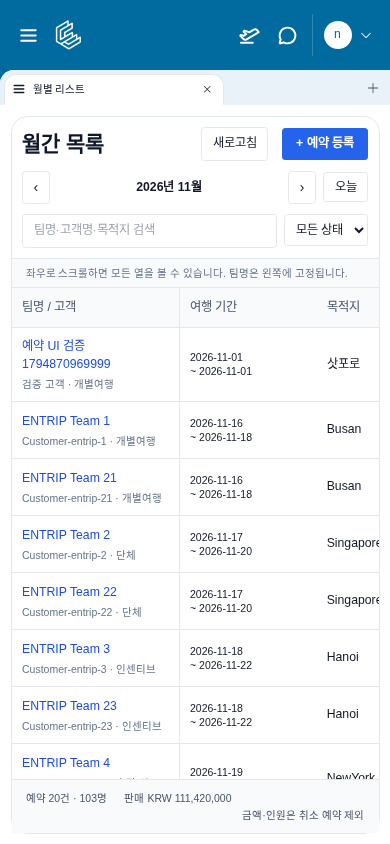 n
월별 리스트
월간 목록
새로고침
+ 예약 등록
‹
2026년 11월
›
오늘
팀명·고객명·목적지 검색
모든 상태
좌우로 스크롤하면 모든 열을 볼 수 있습니다. 팀명은 왼쪽에 고정됩니다.
팀명 / 고객 여행 기간 목적지
예약 UI 검증
1794870969999
검증 고객 · 개별여행
2026-11-01
~ 2026-11-01
삿포로
ENTRIP Team 1
Customer-entrip-1 · 개별여행
2026-11-16
~ 2026-11-18
Busan
ENTRIP Team 21
Customer-entrip-21 · 개별여행
2026-11-16
~ 2026-11-18
Busan
ENTRIP Team 2
Customer-entrip-2 · 단체
2026-11-17
~ 2026-11-20
Singapore
ENTRIP Team 22
Customer-entrip-22 · 단체
2026-11-17
~ 2026-11-20
Singapore
ENTRIP Team 3
Customer-entrip-3 · 인센티브
2026-11-18
~ 2026-11-22
Hanoi
ENTRIP Team 23
Customer-entrip-23 · 인센티브
2026-11-18
~ 2026-11-22
Hanoi
ENTRIP Team 4
2026-11-19
NewYork
예약 20건 · 103명 판매 KRW 111,420,000
금액·인원은 취소 예약 제외